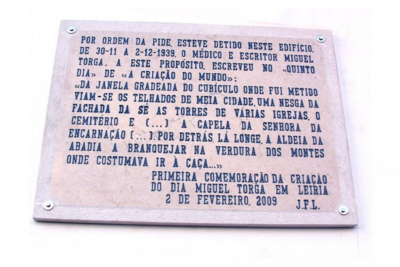 POR ORDEM DA PIDE, ESTEVE DETIDO NESTE EDIFÍCIO,
DE 30-11 A 2-12-1939, O MÉDICO E ESCRITOR MIGUEL
TORGA. A ESTE PROPÓSITO, ESCREVEU NO «QUINTO
DIA» DE «A CRIAÇÃO DO MUNDO»:
«DA JANELA GRADEADA DO CUBÍCULO ONDE FUI METIDO
VIAM-SE OS TELHADOS DE MEIA CIDADE, UMA NESGA DA
FACHADA DA SÉ AS TORRES DE VÁRIAS IGREJAS, O
CEMITÉRIO E (...) A CAPELA DA SENHORA DA
ENCARNAÇÃO (...). POR DETRÁS LÁ LONGE, A ALDEIA DA
ABADIA A BRANQUEJAR NA VERDURA DOS MONTES
ONDE COSTUMAVA IR À CAÇA...»
PRIMEIRA COMEMORAÇÃO DA CRIAÇÃO
DO DIA MIGUEL TORGA EM LEIRIA
2 DE FEVEREIRO, 2009 J.F.L.